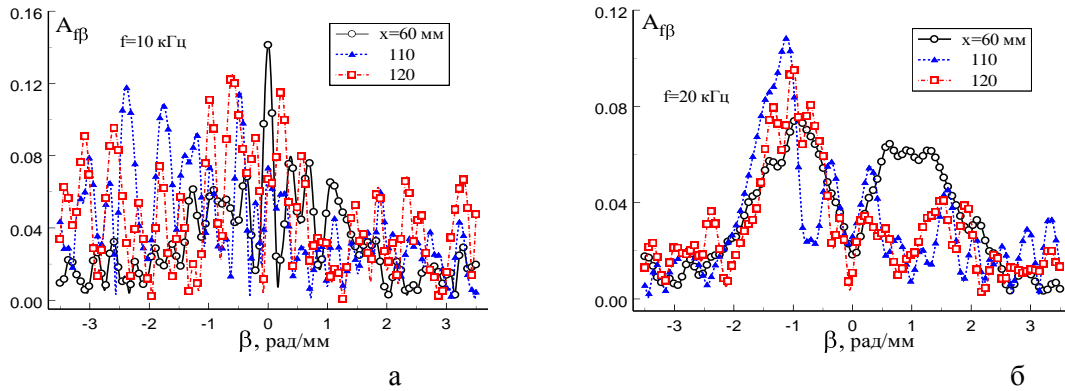 0.16
A fβ
f=10 кГц
x=60 мм
110
120
0.12
0.08
0.04
0.00
-3 -2 -1 0 1 2 3
β, рад/мм
а
0.12
A fβ
x=60 мм
110
120
f=20 кГц
0.08
0.04
0.00
-3 -2 -1 0 1 2 3
β, рад/мм
б